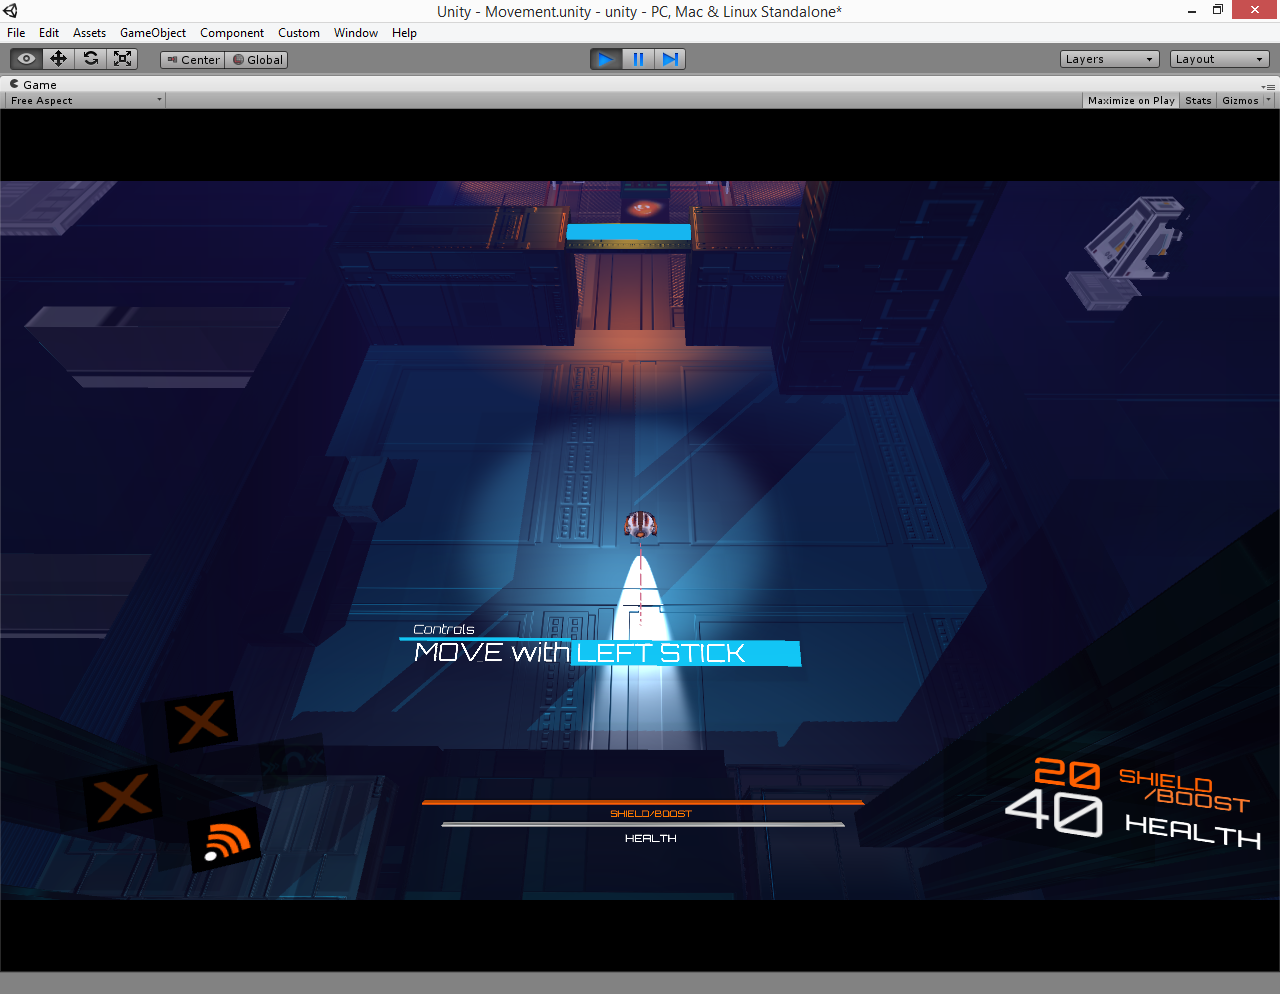 Unity - Movement.unity - unity - PC, Mac & Linux Standalone*
File Edit Assets GameObject Component Custom Window Help
Center Global Layers Layout
Game
Free Aspect Maximize on Play Stats Gizmos
Controls
MOVE with LEFT STICK
20 SHIELD
/BOOST
40 HEALTH
SHIELD/BOOST
HEALTH